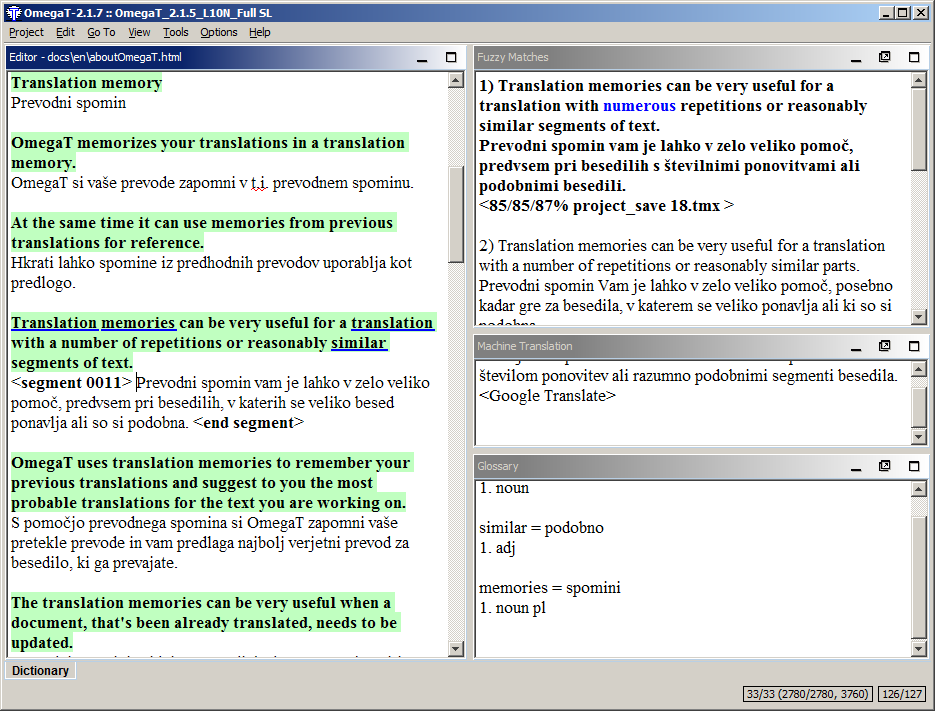 OmegaT-2.1.7 :: OmegaT_2.1.5_L10N_Full SL
Project Edit Go To View Tools Options Help
Editor - docs\en\aboutOmegaT.html
Translation memory
Prevodni spomin
OmegaT memorizes your translations in a translation
memory.
OmegaT si vaše prevode zapomni v t.i. prevodnem spominu.
At the same time it can use memories from previous
translations for reference.
Hkrati lahko spomine iz predhodnih prevodov uporablja kot
predlogo.
Translation memories can be very useful for a translation
with a number of repetitions or reasonably similar
segments of text.
<segment 0011> Prevodni spomin vam je lahko v zelo veliko
pomoč, predvsem pri besedilih, v katerih se veliko besed
ponavlja ali so si podobna. <end segment>
OmegaT uses translation memories to remember your
previous translations and suggest to you the most
probable translations for the text you are working on.
S pomočjo prevodnega spomina si OmegaT zapomni vaše
pretekle prevode in vam predlaga najbolj verjetni prevod za
besedilo, ki ga prevajate.
The translation memories can be very useful when a
document, that's been already translated, needs to be
updated.
Fuzzy Matches
1) Translation memories can be very useful for a
translation with numerous repetitions or reasonably
similar segments of text.
Prevodni spomin vam je lahko v zelo veliko pomoč,
predvsem pri besedilih s številnimi ponovitvami ali
podobnimi besedili.
<85/85/87% project_save 18.tmx >
2) Translation memories can be very useful for a translation
with a number of repetitions or reasonably similar parts.
Prevodni spomin Vam je lahko v zelo veliko pomoč, posebno
kadar gre za besedila, v katerem se veliko ponavlja ali ki so si
podobna
Machine Translation
številom ponovitev ali razumno podobnimi segmenti besedila.
<Google Translate>
Glossary
1. noun
similar = podobno
1. adj
memories = spomini
1. noun pl
Dictionary
33/33 (2780/2780, 3760) 126/127